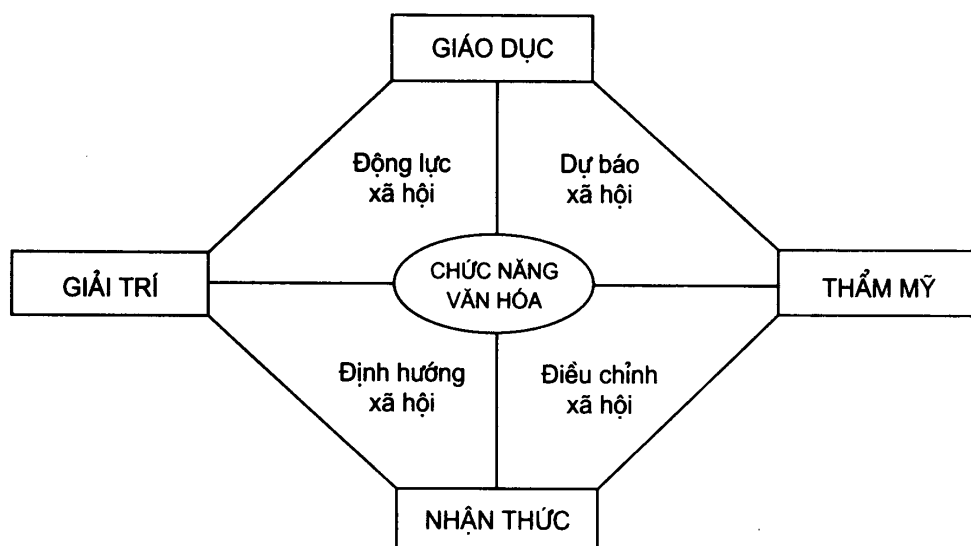 GIÁO DỤC
Động lực
xã hội
Dự báo
xã hội
GIẢI TRÍ
CHỨC NĂNG
VĂN HÓA
THẨM MỸ
Định hướng
xã hội
Điều chỉnh
xã hội
NHẬN THỨC